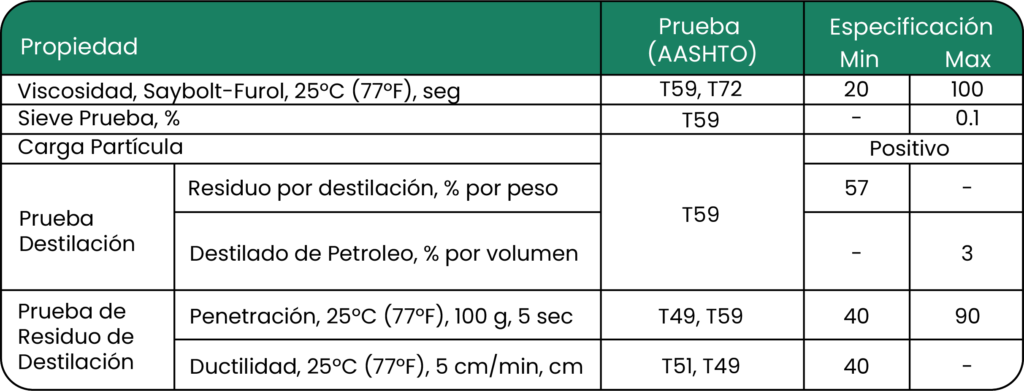 Propiedad Prueba (AASHTO) Especificación
Min Max
Viscosidad, Saybolt-Furol, 25°C (77°F), seg T59, T72 20 100
Sieve Prueba, % T59 - 0.1
Carga Partícula Positivo
Prueba Destilación
Residuo por destilación, % por peso T59 57 -
Destilado de Petroleo, % por volumen - 3
Prueba de Residuo de Destilación
Penetración, 25°C (77°F), 100 g, 5 sec T49, T59 40 90
Ductilidad, 25°C (77°F), 5 cm/min, cm T51, T49 40 -